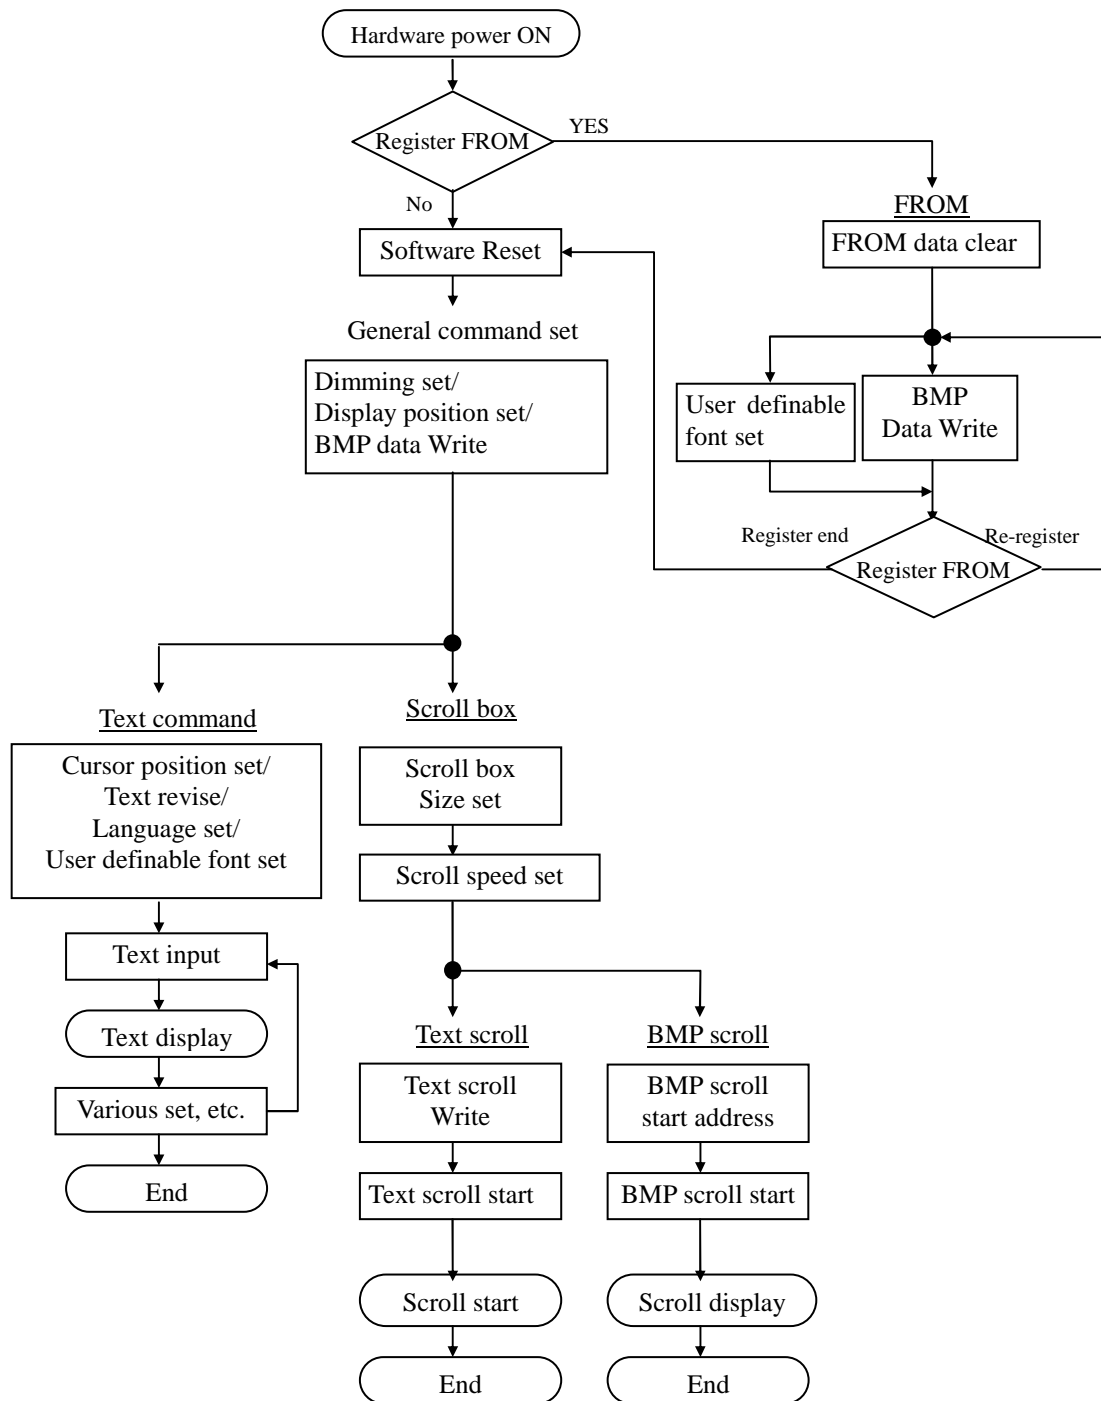 Hardware power ON
Register FROM
YES
No
FROM
FROM data clear
Software Reset
General command set
Dimming set/
Display position set/
BMP data Write
User definable
font set
BMP
Data Write
Register end
Re-register
Register FROM
Text command
Cursor position set/
Text revise/
Language set/
User definable font set
Text input
Text display
Various set, etc.
End
Scroll box
Scroll box
Size set
Scroll speed set
Text scroll
Text scroll
Write
Text scroll start
Scroll start
End
BMP scroll
BMP scroll
start address
BMP scroll start
Scroll display
End